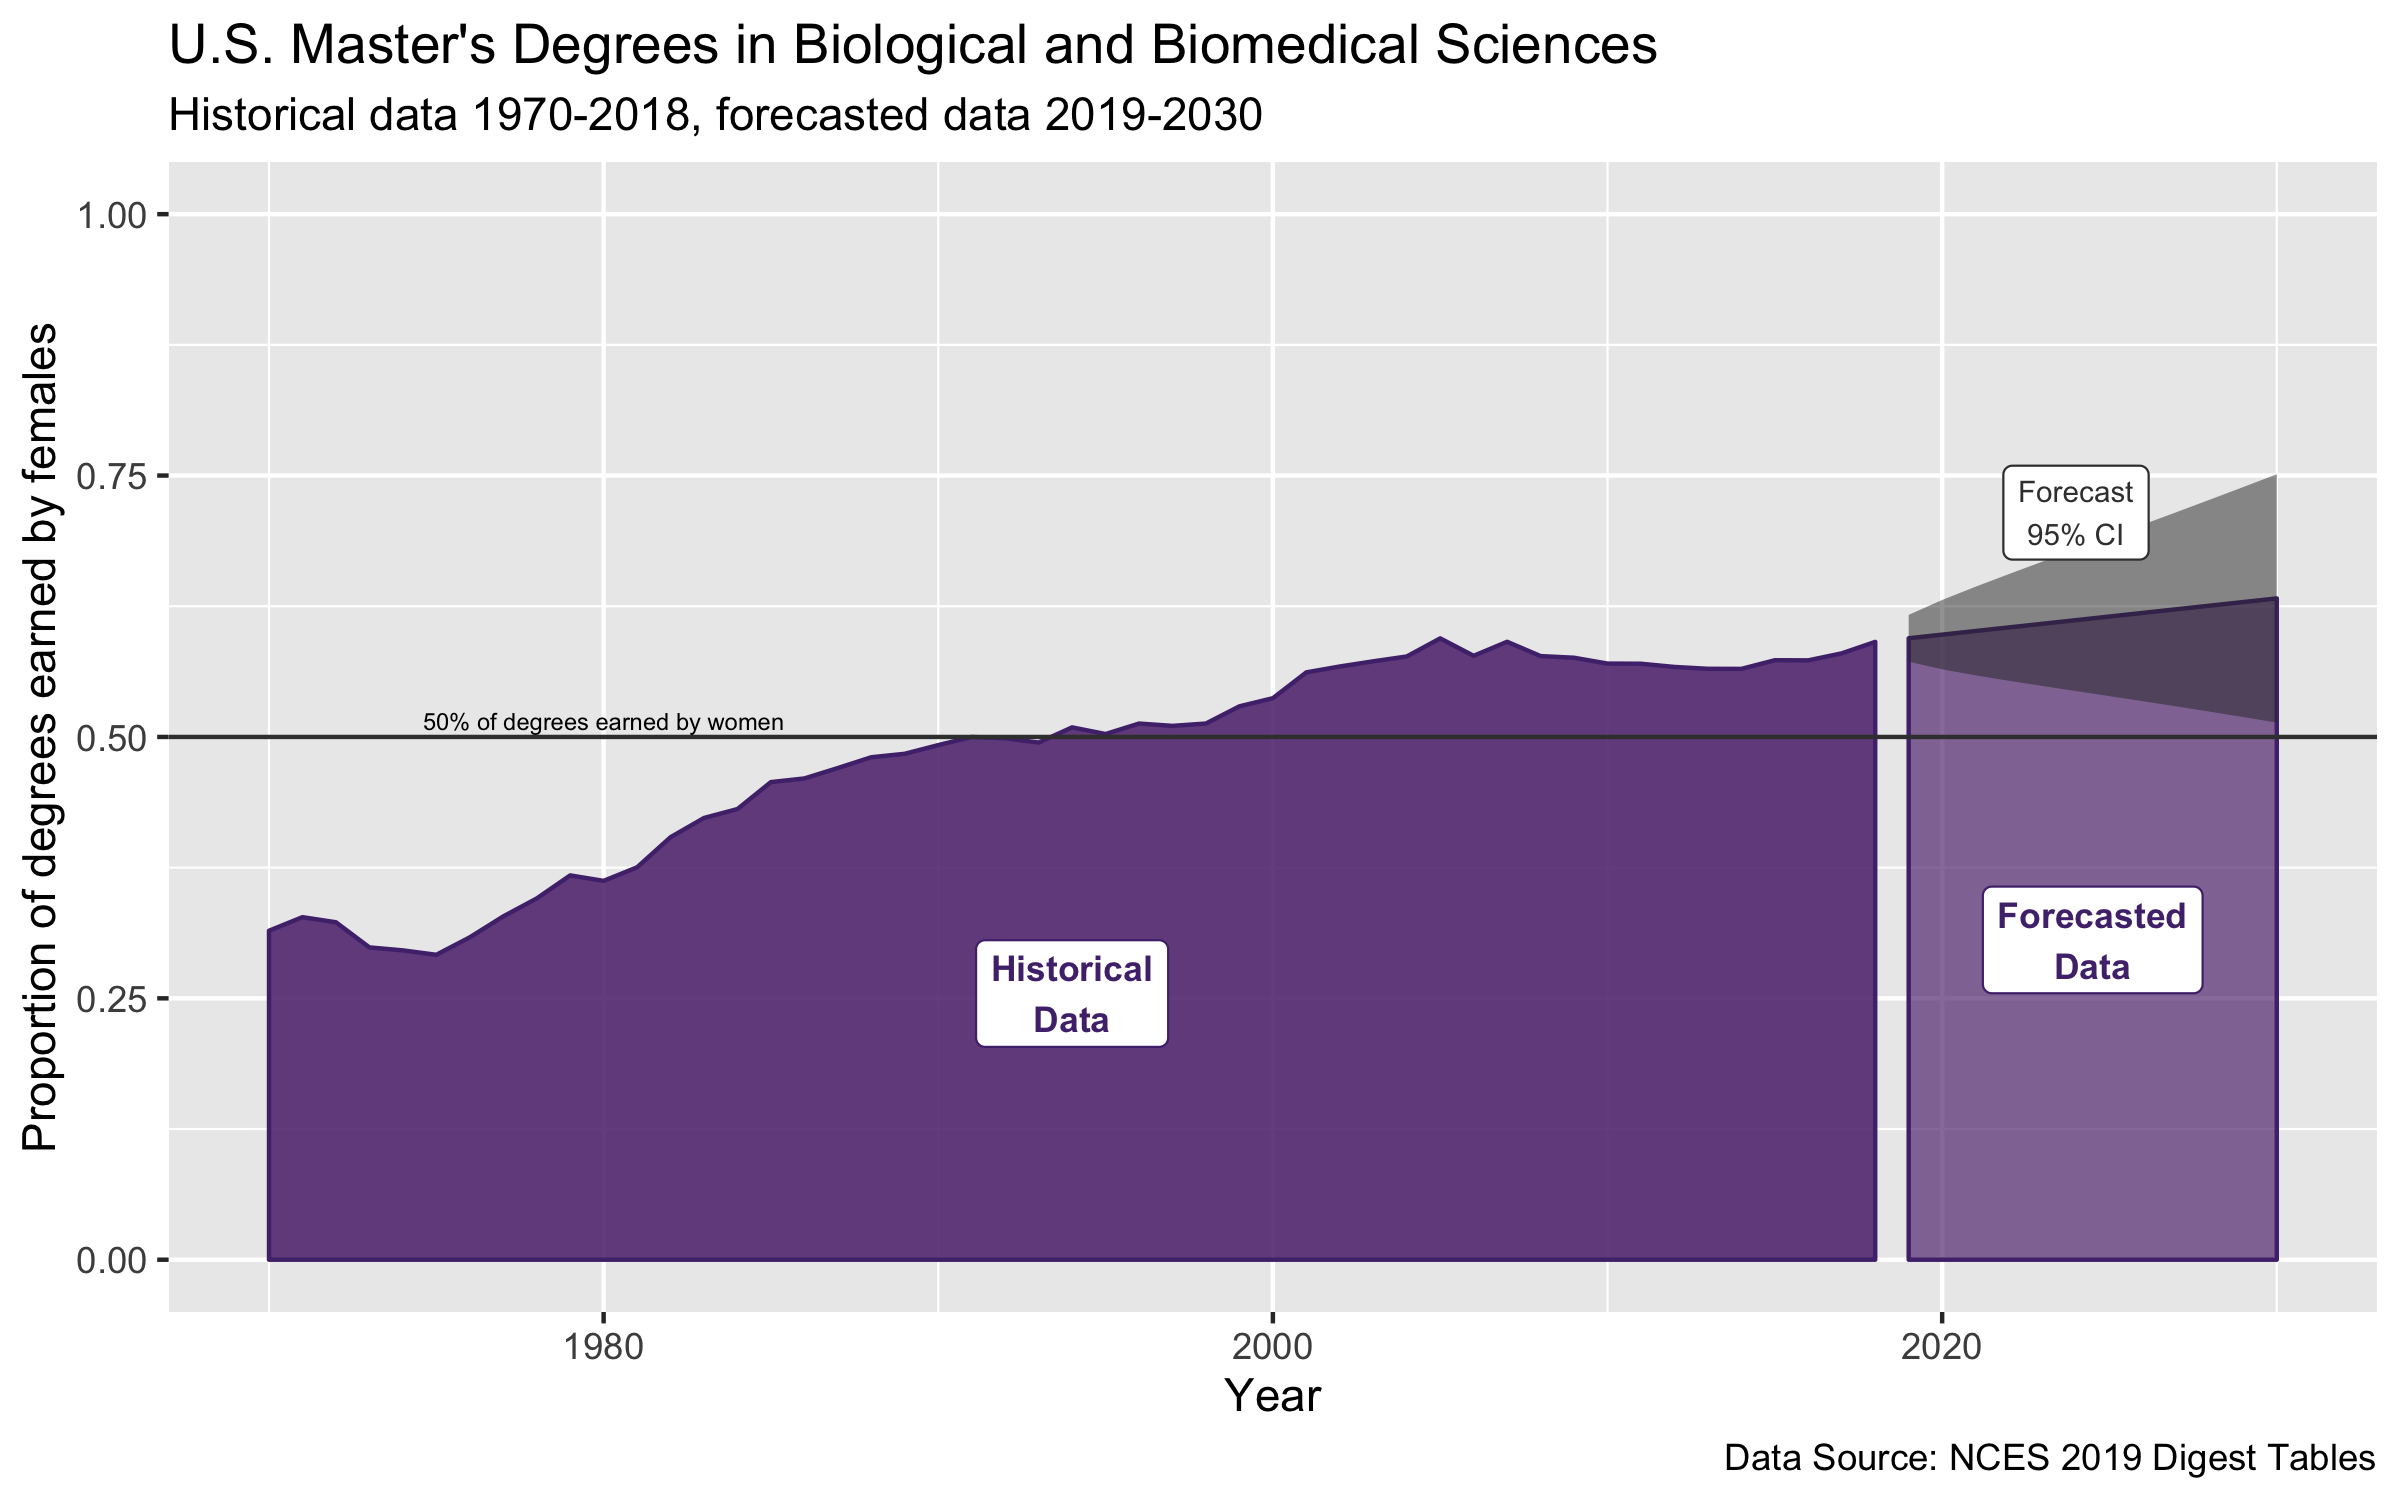 U.S. Master's Degrees in Biological and Biomedical Sciences
Historical data 1970-2018, forecasted data 2019-2030
Proportion of degrees earned by females
1.00
0.75
0.50
0.25
0.00
50% of degrees earned by women
Forecast
95% CI
Historical
Data
Forecasted
Data
1980
2000
2020
Year
Data Source: NCES 2019 Digest Tables